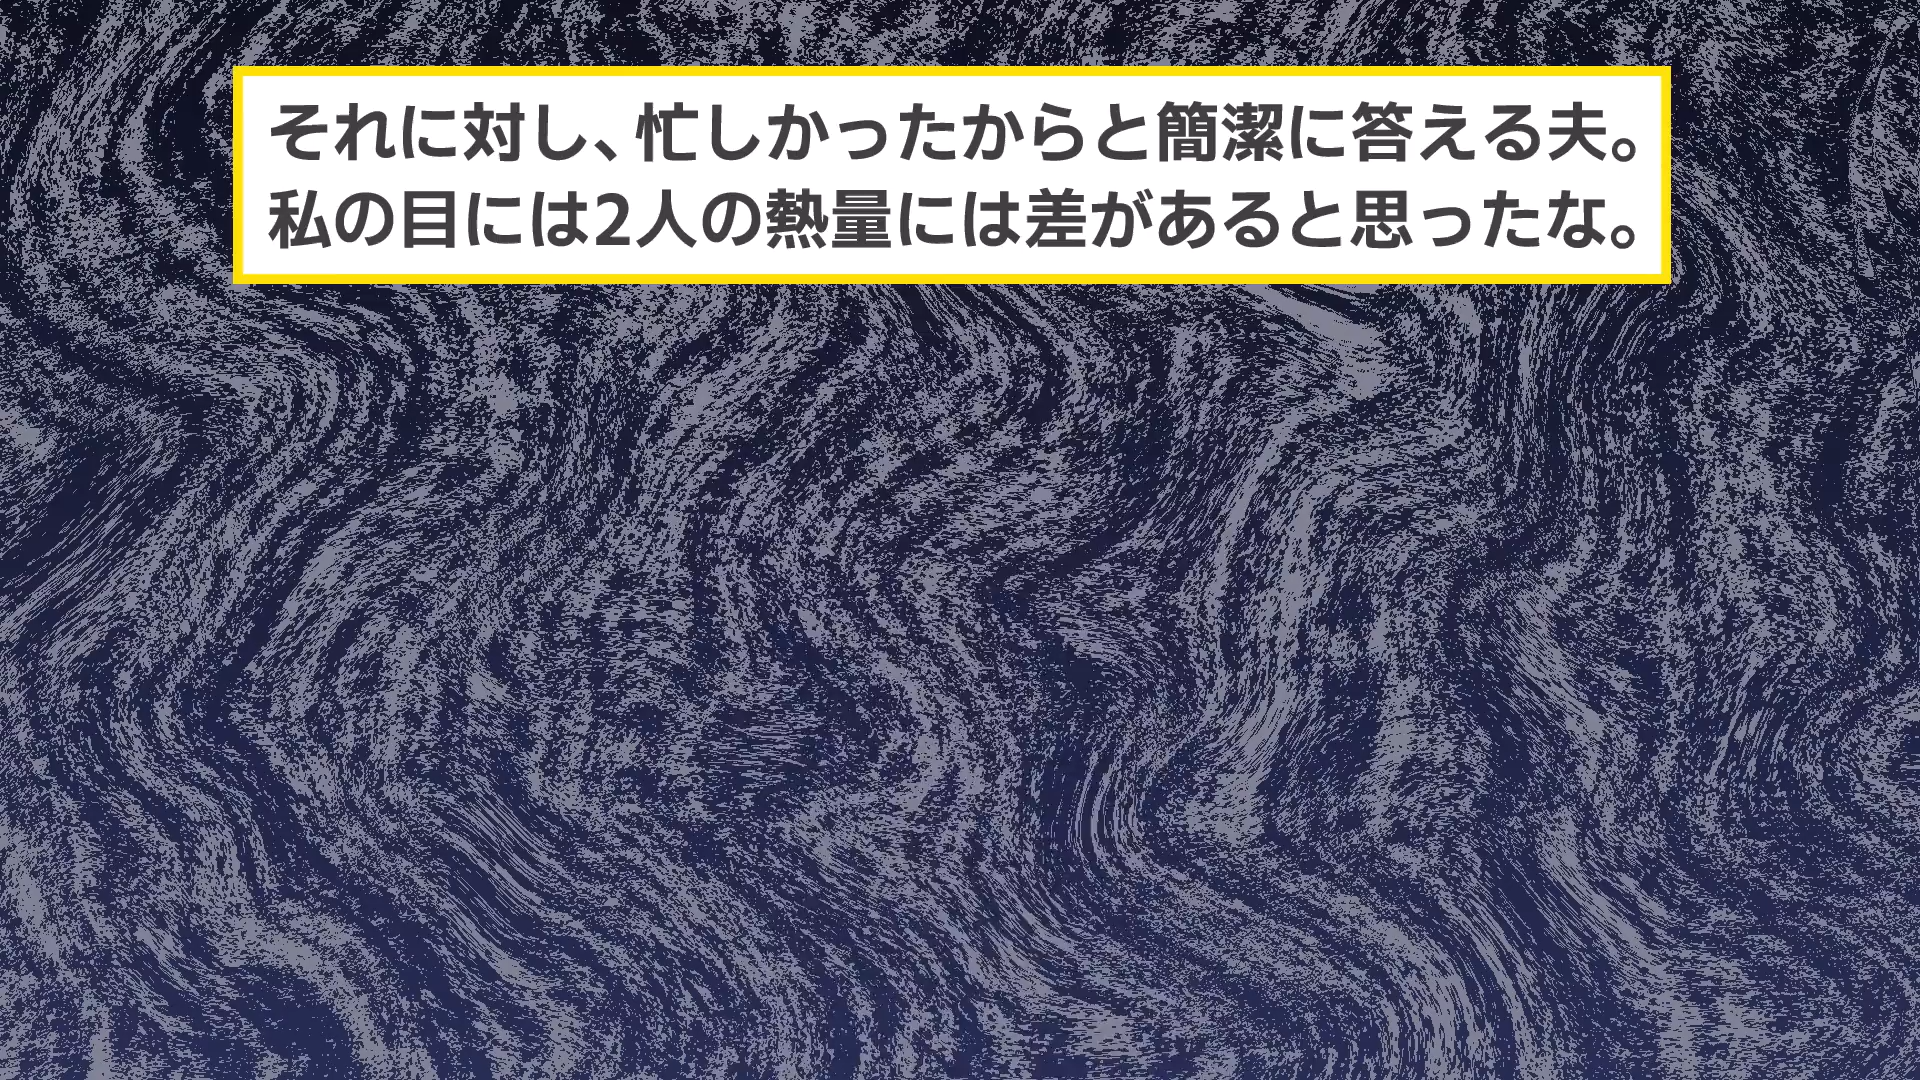 それに対し、忙しかったからと簡潔に答える夫。
私の目には2人の熱量には差があると思ったな。